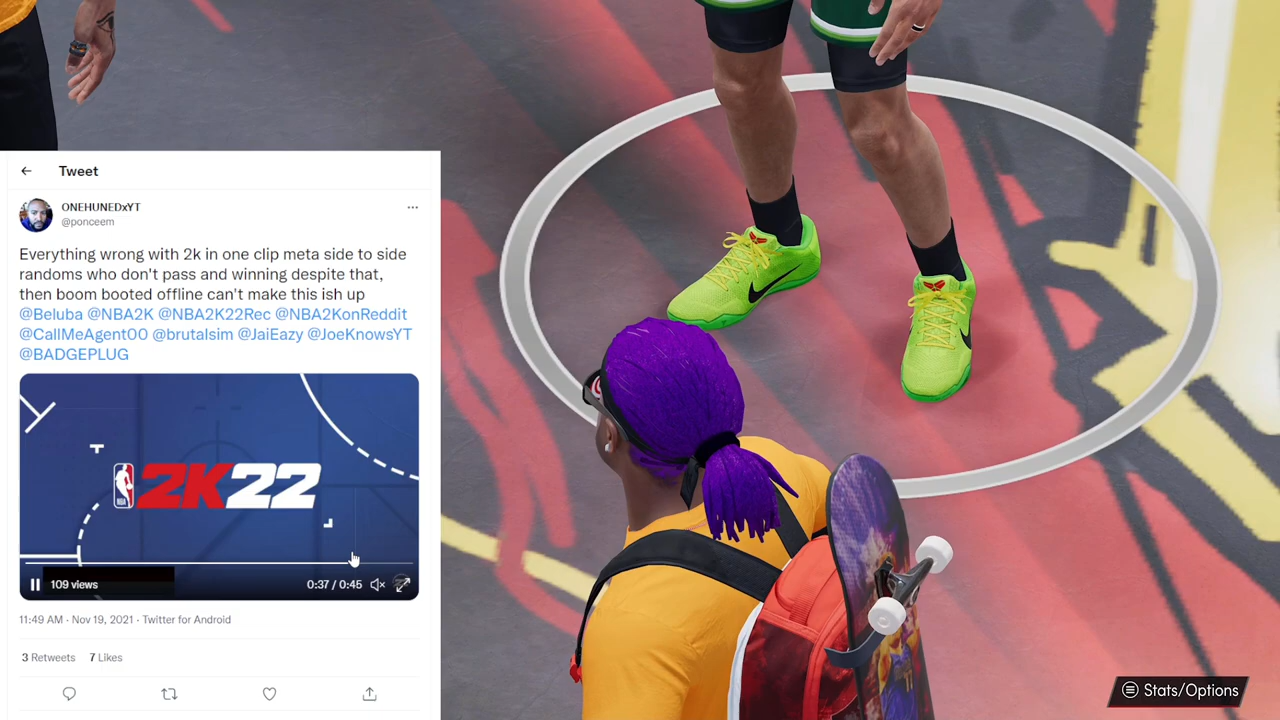 Tweet
ONEHUNEDxYT
@ponceem
Everything wrong with 2k in one clip meta side to side
randoms who don't pass and winning despite that,
then boom booted offline can't make this ish up
@Beluba @NBA2K @NBA2K22Rec @NBA2KonReddit
@CallMeAgent00 @brutalsim @JaiEazy @JoeKnowsYT
@BADGEPLUG
NBA 2K22
109 views 0:37 / 0:45
11:49 AM · Nov 19, 2021 · Twitter for Android
3 Retweets 7 Likes
Stats/Options